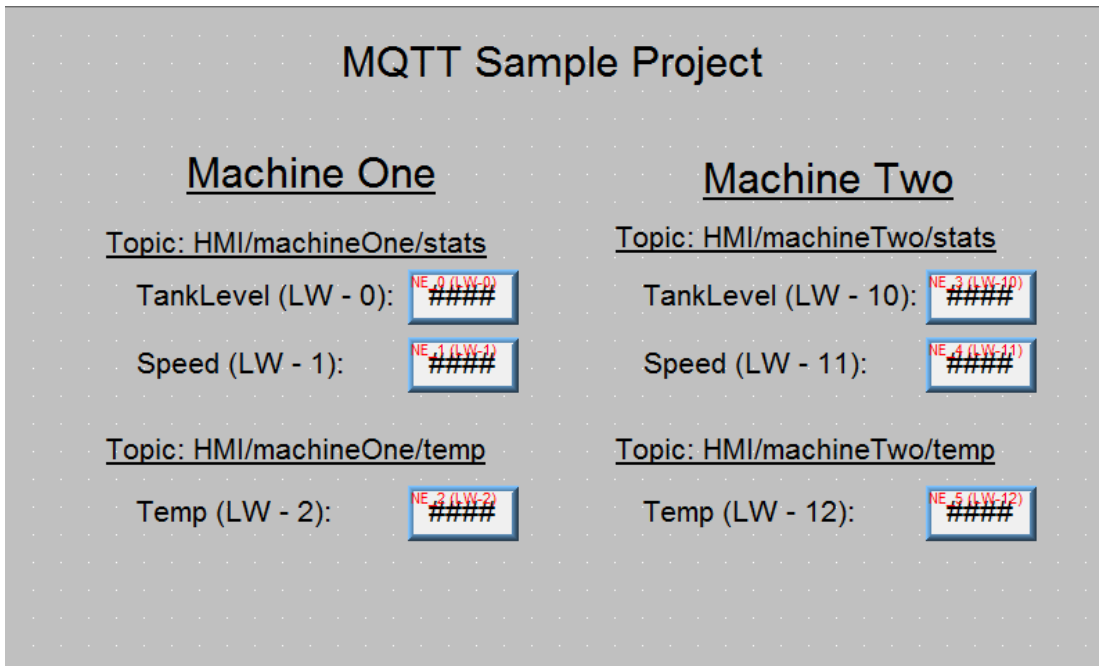 MQTT Sample Project
Machine One
Topic: HMI/machineOne/stats
TankLevel (LW - 0):
NE_0 (LW-0)
####
Speed (LW - 1):
NE_1 (LW-1)
####
Topic: HMI/machineOne/temp
Temp (LW - 2):
NE_2 (LW-2)
####
Machine Two
Topic: HMI/machineTwo/stats
TankLevel (LW - 10):
NE_3 (LW-10)
####
Speed (LW - 11):
NE_4 (LW-11)
####
Topic: HMI/machineTwo/temp
Temp (LW - 12):
NE_5 (LW-12)
####